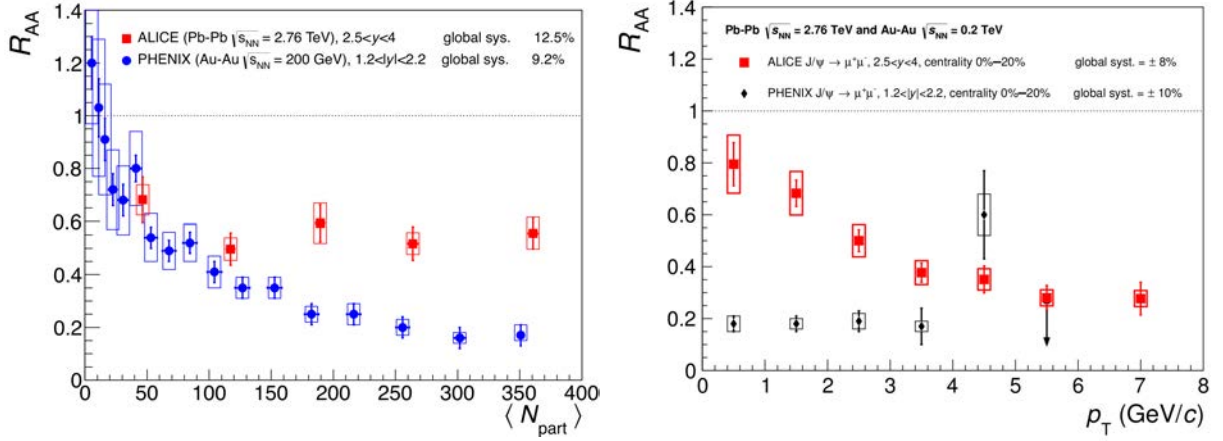 R_AA
1.4
1.2
1
0.8
0.6
0.4
0.2
0
ALICE (Pb-Pb √s_NN = 2.76 TeV), 2.5<y<4 global sys. 12.5%
PHENIX (Au-Au √s_NN = 200 GeV), 1.2<|y|<2.2 global sys. 9.2%
0 50 100 150 200 250 300 350 400
⟨ N_part ⟩
R_AA
1.4
1.2
1
0.8
0.6
0.4
0.2
0
Pb-Pb √s_NN = 2.76 TeV and Au-Au √s_NN = 0.2 TeV
ALICE J/ψ → μ⁺μ⁻, 2.5<y<4, centrality 0%–20% global syst. = ± 8%
PHENIX J/ψ → μ⁺μ⁻, 1.2<|y|<2.2, centrality 0%–20% global syst. = ± 10%
0 1 2 3 4 5 6 7 8
p_T (GeV/c)